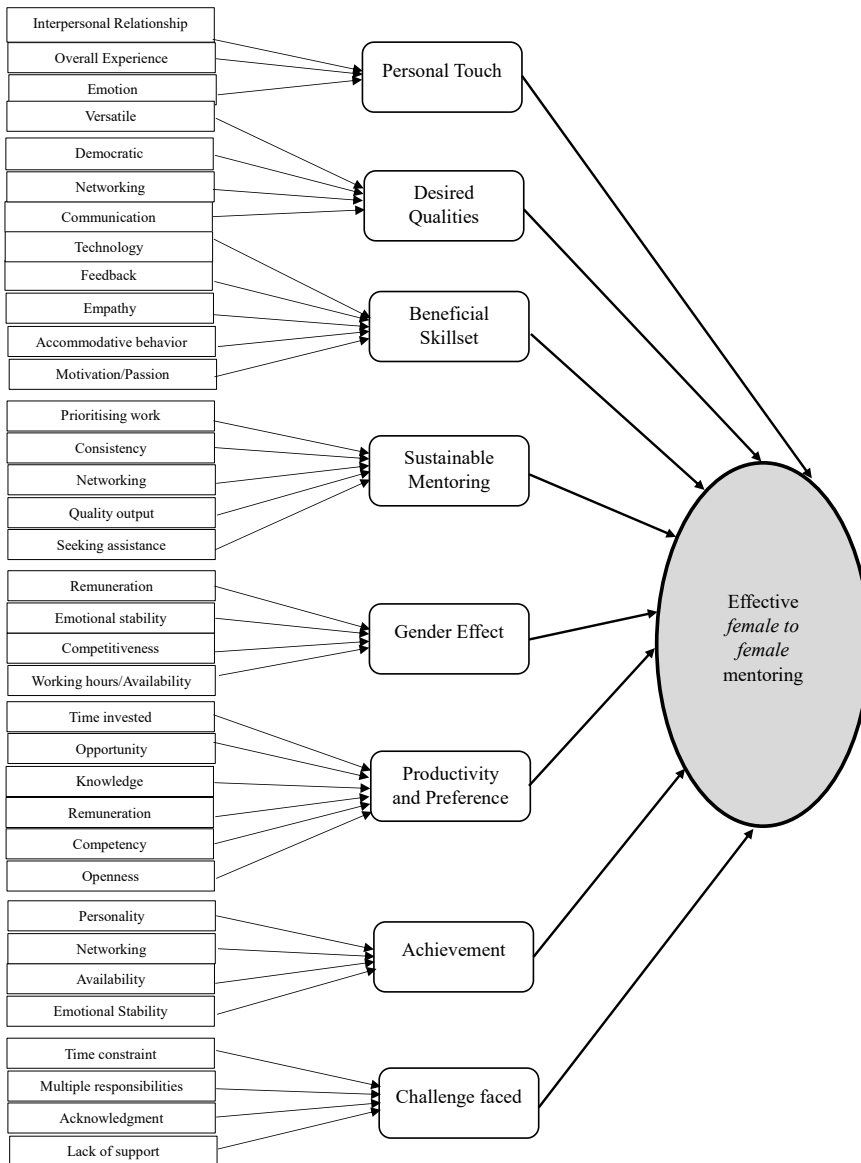 Interpersonal Relationship
Overall Experience
Emotion
Versatile
Democratic
Networking
Communication
Technology
Feedback
Empathy
Accommodative behavior
Motivation/Passion
Prioritising work
Consistency
Networking
Quality output
Seeking assistance
Remuneration
Emotional stability
Competitiveness
Working hours/Availability
Time invested
Opportunity
Knowledge
Remuneration
Competency
Openness
Personality
Networking
Availability
Emotional Stability
Time constraint
Multiple responsibilities
Acknowledgment
Lack of support
Personal Touch
Desired
Qualities
Beneficial
Skillset
Sustainable
Mentoring
Gender Effect
Productivity
and Preference
Achievement
Challenge faced
Effective
female to
female
mentoring